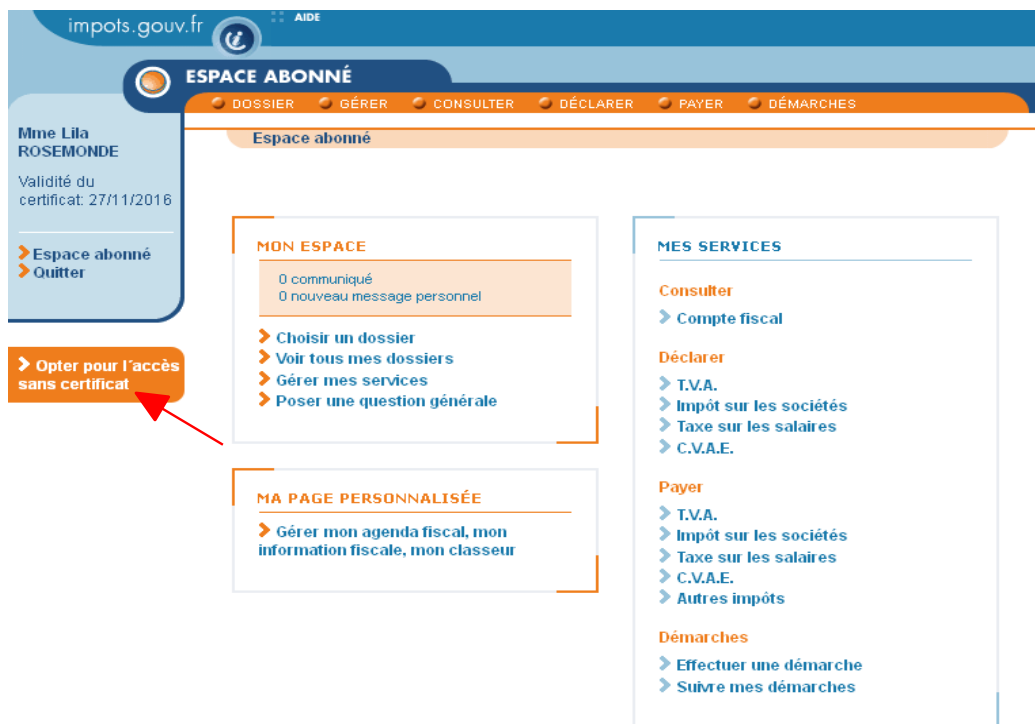 impots.gouv.fr
AIDE
ESPACE ABONNÉ
DOSSIER GÉRER CONSULTER DÉCLARER PAYER DÉMARCHES
Espace abonné
Mme Lila
ROSEMONDE
Validité du
certificat: 27/11/2016
Espace abonné
Quitter
Opter pour l´accès
sans certificat
MON ESPACE
0 communiqué
0 nouveau message personnel
Choisir un dossier
Voir tous mes dossiers
Gérer mes services
Poser une question générale
MA PAGE PERSONNALISÉE
Gérer mon agenda fiscal, mon
information fiscale, mon classeur
MES SERVICES
Consulter
Compte fiscal
Déclarer
T.V.A.
Impôt sur les sociétés
Taxe sur les salaires
C.V.A.E.
Payer
T.V.A.
Impôt sur les sociétés
Taxe sur les salaires
C.V.A.E.
Autres impôts
Démarches
Effectuer une démarche
Suivre mes démarches